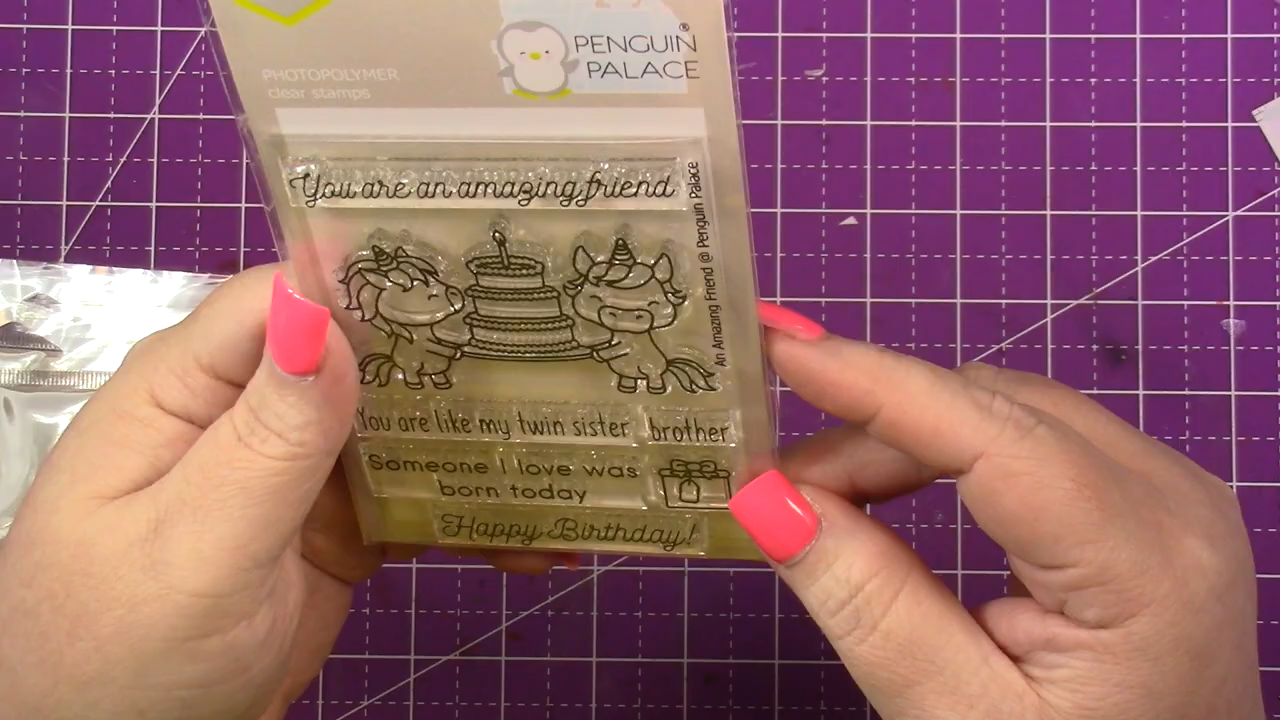 PENGUIN®
PALACE
PHOTOPOLYMER
clear stamps
You are an amazing friend
An Amazing Friend @ Penguin Palace
You are like my twin sister
brother
Someone I love was
born today
Happy Birthday!